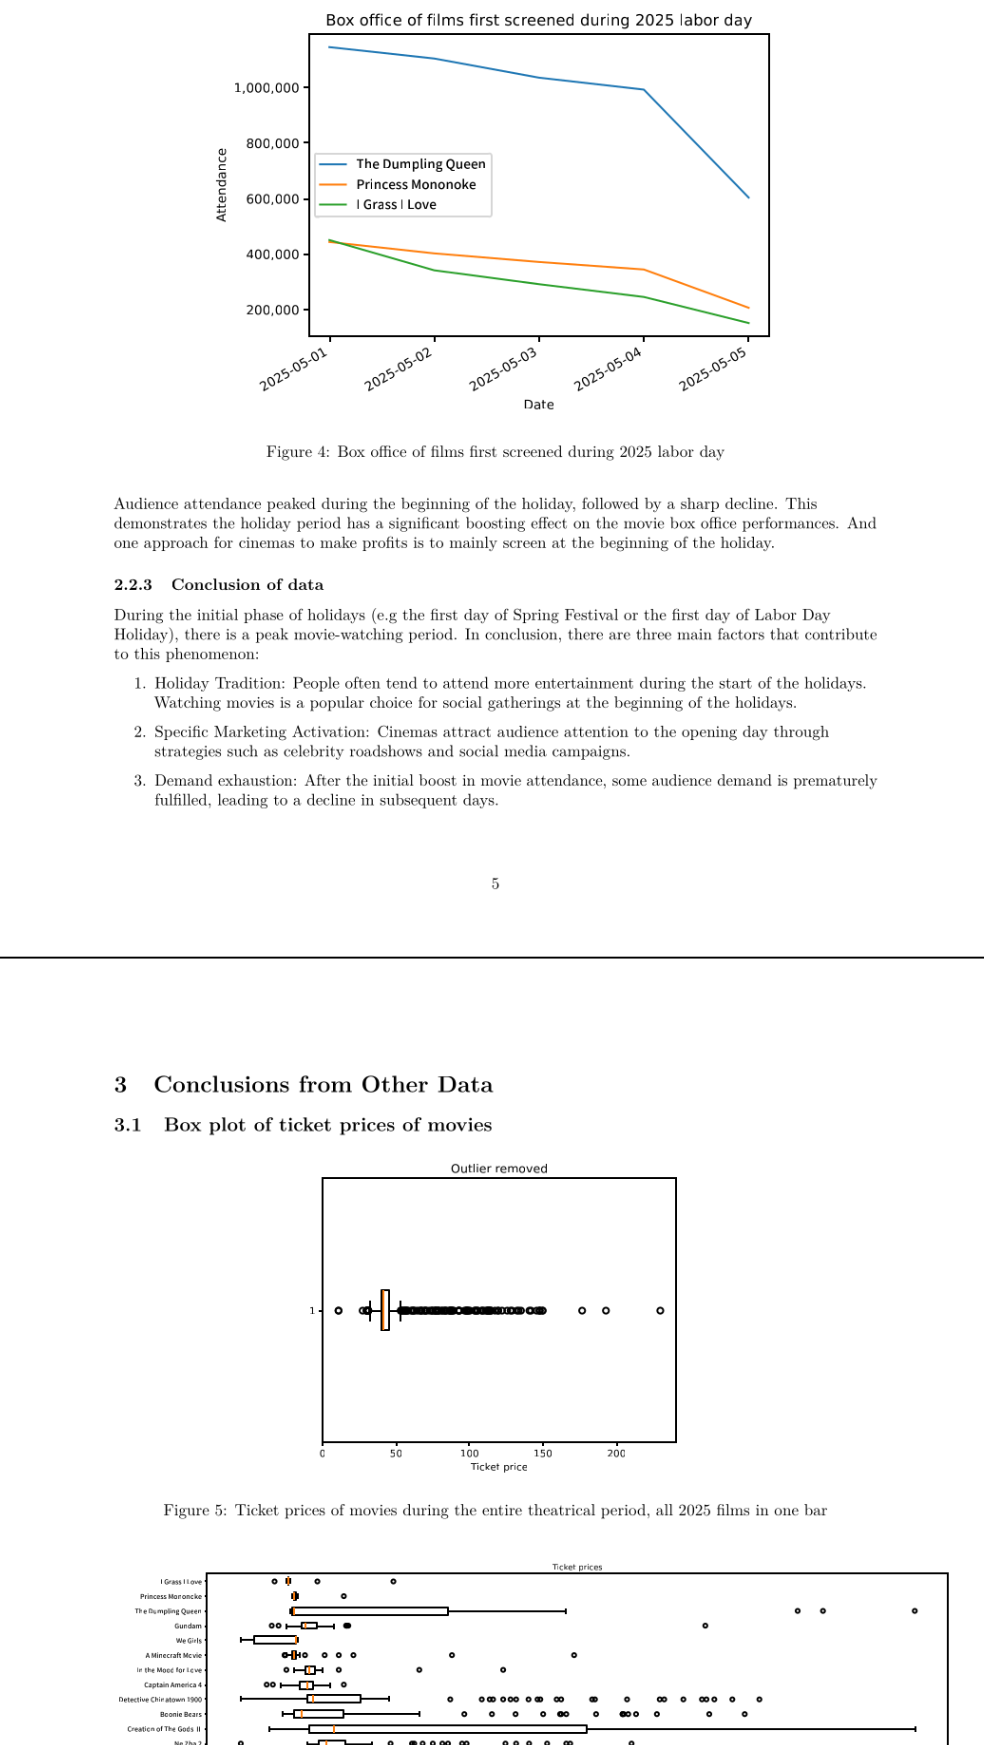 Box office of films first screened during 2025 labor day
1,000,000
800,000
600,000
400,000
200,000
Attendance
The Dumpling Queen
Princess Mononoke
I Grass I Love
2025-05-01
2025-05-02
2025-05-03
2025-05-04
2025-05-05
Date
Figure 4: Box office of films first screened during 2025 labor day
Audience attendance peaked during the beginning of the holiday, followed by a sharp decline. This
demonstrates the holiday period has a significant boosting effect on the movie box office performances. And
one approach for cinemas to make profits is to mainly screen at the beginning of the holiday.
2.2.3 Conclusion of data
During the initial phase of holidays (e.g the first day of Spring Festival or the first day of Labor Day
Holiday), there is a peak movie-watching period. In conclusion, there are three main factors that contribute
to this phenomenon:
1. Holiday Tradition: People often tend to attend more entertainment during the start of the holidays.
Watching movies is a popular choice for social gatherings at the beginning of the holidays.
2. Specific Marketing Activation: Cinemas attract audience attention to the opening day through
strategies such as celebrity roadshows and social media campaigns.
3. Demand exhaustion: After the initial boost in movie attendance, some audience demand is prematurely
fulfilled, leading to a decline in subsequent days.
5
3 Conclusions from Other Data
3.1 Box plot of ticket prices of movies
Outlier removed
1
0
50
100
150
200
Ticket price
Figure 5: Ticket prices of movies during the entire theatrical period, all 2025 films in one bar
Ticket prices
I Grass I Love
Princess Mononoke
The Dumpling Queen
Gundam
We Girls
A Minecraft Movie
In the Mood for Love
Captain America 4
Detective Chinatown 1900
Boonie Bears
Creation of The Gods II
Ne Zha 2